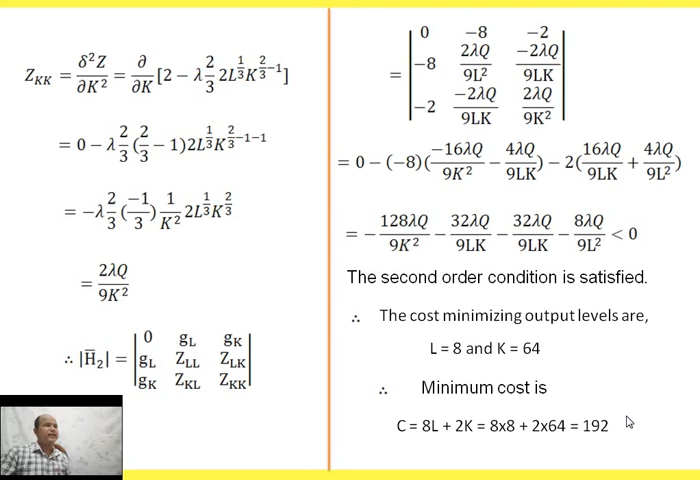 Z_KK = δ²Z/∂K² = ∂/∂K [2 − λ 2/3 2L^(1/3) K^(2/3 −1)]
= 0 − λ 2/3 (2/3 − 1) 2L^(1/3) K^(2/3 −1−1)
= −λ 2/3 (−1/3) 1/K² 2L^(1/3) K^(2/3)
= 2λQ/9K²
∴ |H̅₂| = | 0 g_L g_K |
| g_L Z_LL Z_LK |
| g_K Z_KL Z_KK |
= | 0 −8 −2 |
| −8 2λQ/9L² −2λQ/9LK |
| −2 −2λQ/9LK 2λQ/9K² |
= 0 − (−8)(−16λQ/9K² − 4λQ/9LK) − 2(16λQ/9LK + 4λQ/9L²)
= − 128λQ/9K² − 32λQ/9LK − 32λQ/9LK − 8λQ/9L² < 0
The second order condition is satisfied.
∴ The cost minimizing output levels are,
L = 8 and K = 64
∴ Minimum cost is
C = 8L + 2K = 8x8 + 2x64 = 192